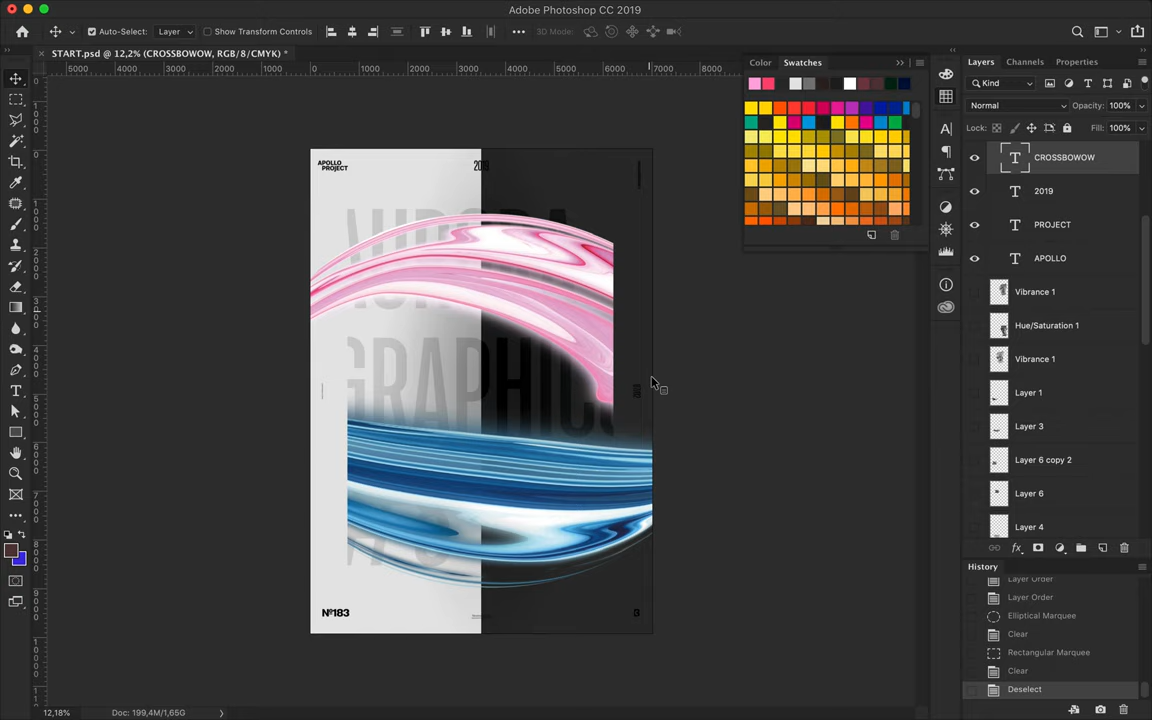 Adobe Photoshop CC 2019
Auto-Select:
Layer
Show Transform Controls
3D Mode:
START.psd @ 12,2% (CROSSBOWOW, RGB/8/CMYK) *
5000
4000
3000
2000
1000
0
1000
2000
3000
4000
5000
6000
7000
8000
APOLLO
PROJECT
2019
GRAPHICS
Nº183
3
Color
Swatches
Layers
Channels
Properties
Kind
Normal
Opacity: 100%
Lock:
Fill: 100%
CROSSBOWOW
2019
PROJECT
APOLLO
Vibrance 1
Hue/Saturation 1
Vibrance 1
Layer 1
Layer 3
Layer 6 copy 2
Layer 6
Layer 4
fx
History
Layer Order
Layer Order
Elliptical Marquee
Clear
Rectangular Marquee
Clear
Deselect
12,18%
Doc: 199,4M/1,65G